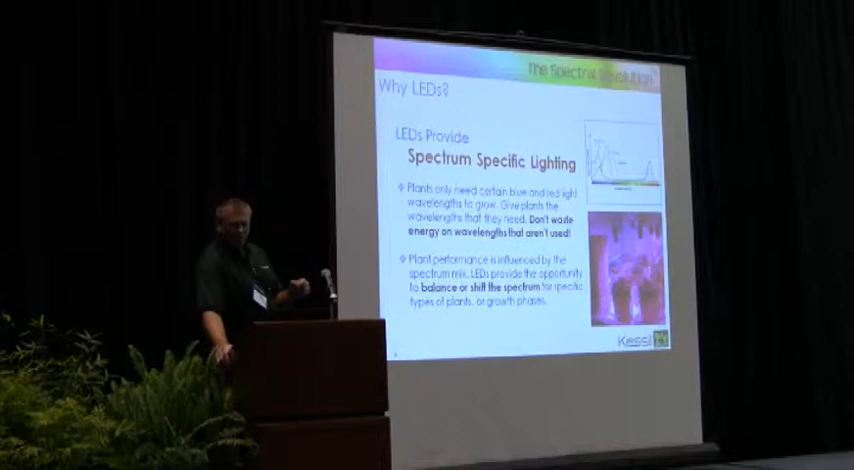 The Spectral Revolution
Why LEDs?
LEDs Provide
Spectrum Specific Lighting
Plants only need certain blue and red light
wavelengths to grow. Give plants the
wavelengths that they need. Don't waste
energy on wavelengths that aren't used!
Plant performance is influenced by the
spectrum mix. LEDs provide the opportunity
to balance or shift the spectrum for specific
types of plants, or growth phases.
Kessil